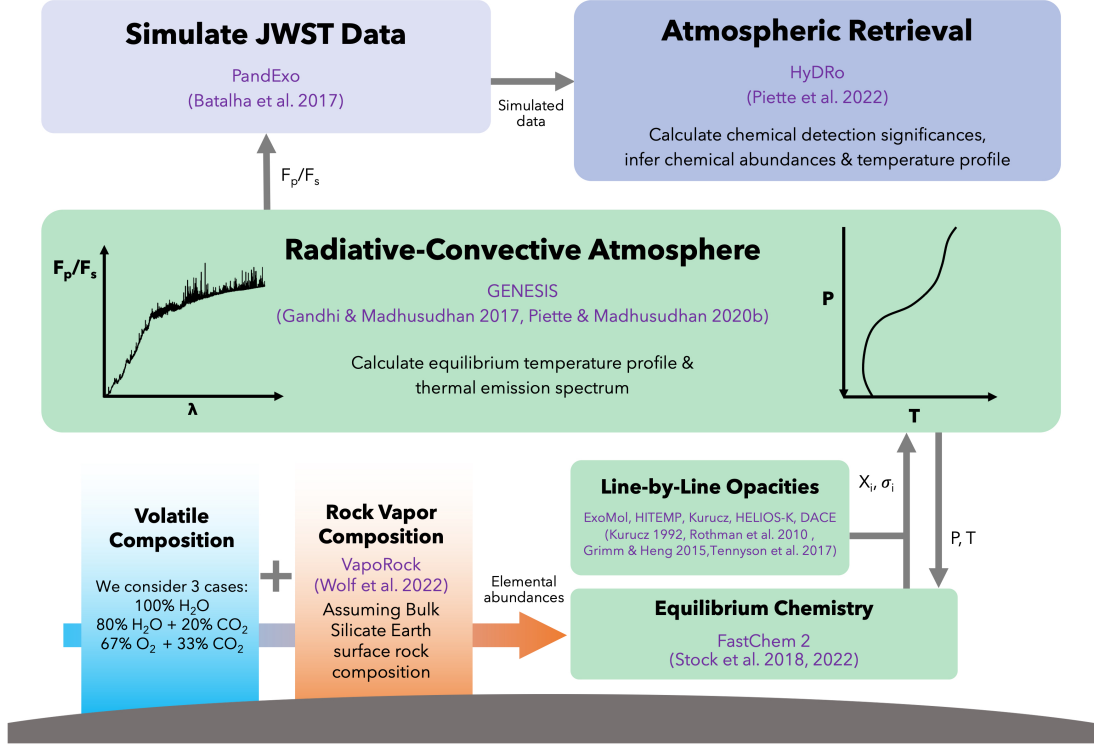 Simulate JWST Data
PandExo
(Batalha et al. 2017)
Simulated
data
Atmospheric Retrieval
HyDRo
(Piette et al. 2022)
Calculate chemical detection significances,
infer chemical abundances & temperature profile
Fp/Fs
Radiative-Convective Atmosphere
GENESIS
(Gandhi & Madhusudhan 2017, Piette & Madhusudhan 2020b)
Calculate equilibrium temperature profile &
thermal emission spectrum
Fp/Fs
λ
P
T
Volatile
Composition
We consider 3 cases:
100% H₂O
80% H₂O + 20% CO₂
67% O₂ + 33% CO₂
+
Rock Vapor
Composition
VapoRock
(Wolf et al. 2022)
Assuming Bulk
Silicate Earth
surface rock
composition
Elemental
abundances
Line-by-Line Opacities
ExoMol, HITEMP, Kurucz, HELIOS-K, DACE
(Kurucz 1992, Rothman et al. 2010 ,
Grimm & Heng 2015,Tennyson et al. 2017)
Xᵢ, σᵢ
P, T
Equilibrium Chemistry
FastChem 2
(Stock et al. 2018, 2022)